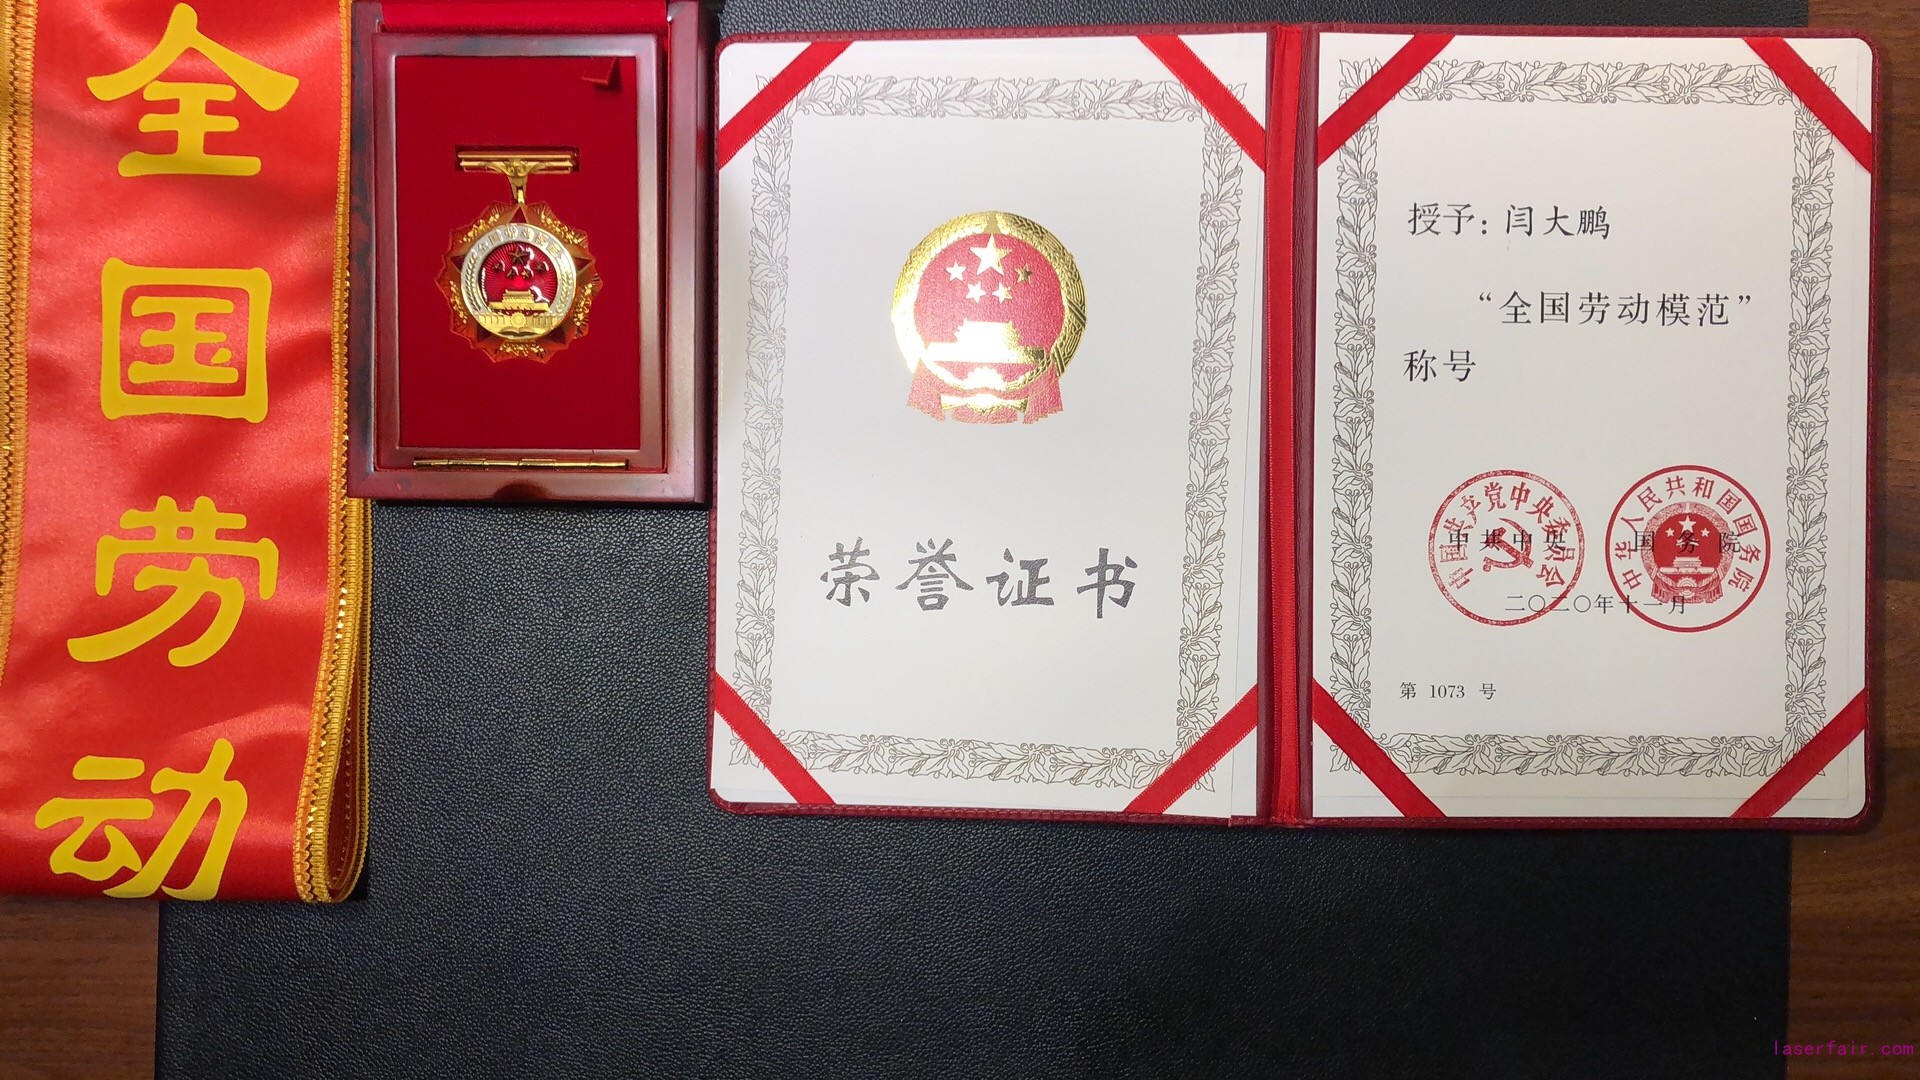 全
国
劳
动
荣誉证书
授予：闫大鹏
“全国劳动模范”
称号
中国共产党中央委员会
中共中央
中华人民共和国国务院
国务院
二〇二〇年十一月
第 1073 号
laserfair.com